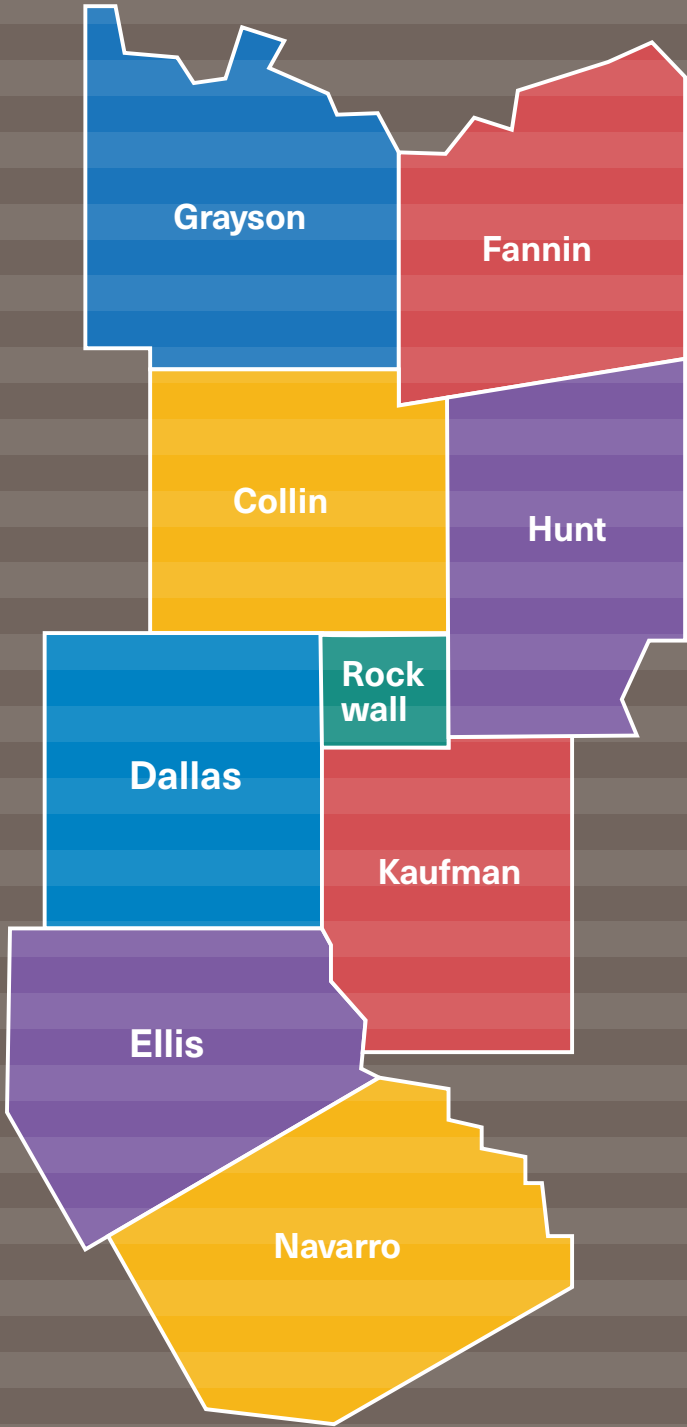 Grayson
Fannin
Collin
Hunt
Rock
wall
Dallas
Kaufman
Ellis
Navarro